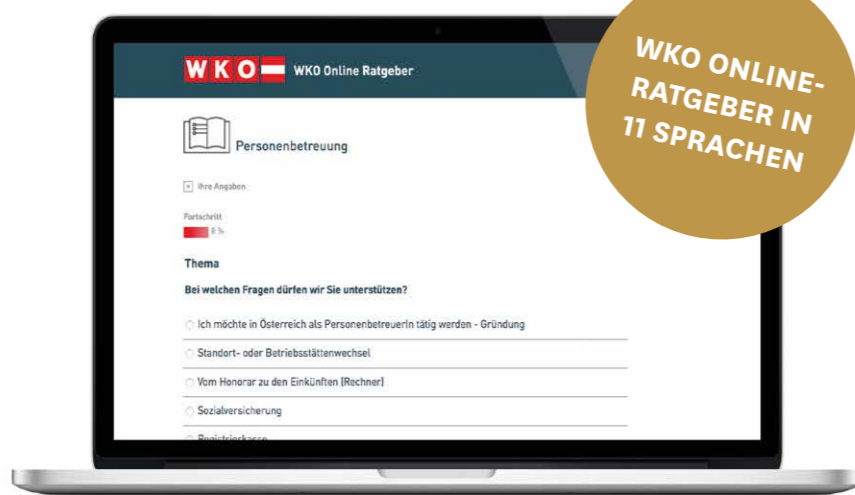 WKO WKO Online Ratgeber
WKO ONLINE-
RATGEBER IN
11 SPRACHEN
Personenbetreuung
Ihre Angaben
Fortschritt
8 %
Thema
Bei welchen Fragen dürfen wir Sie unterstützen?
Ich möchte in Österreich als PersonenbetreuerIn tätig werden - Gründung
Standort- oder Betriebsstättenwechsel
Vom Honorar zu den Einkünften (Rechner)
Sozialversicherung
Registrierkasse